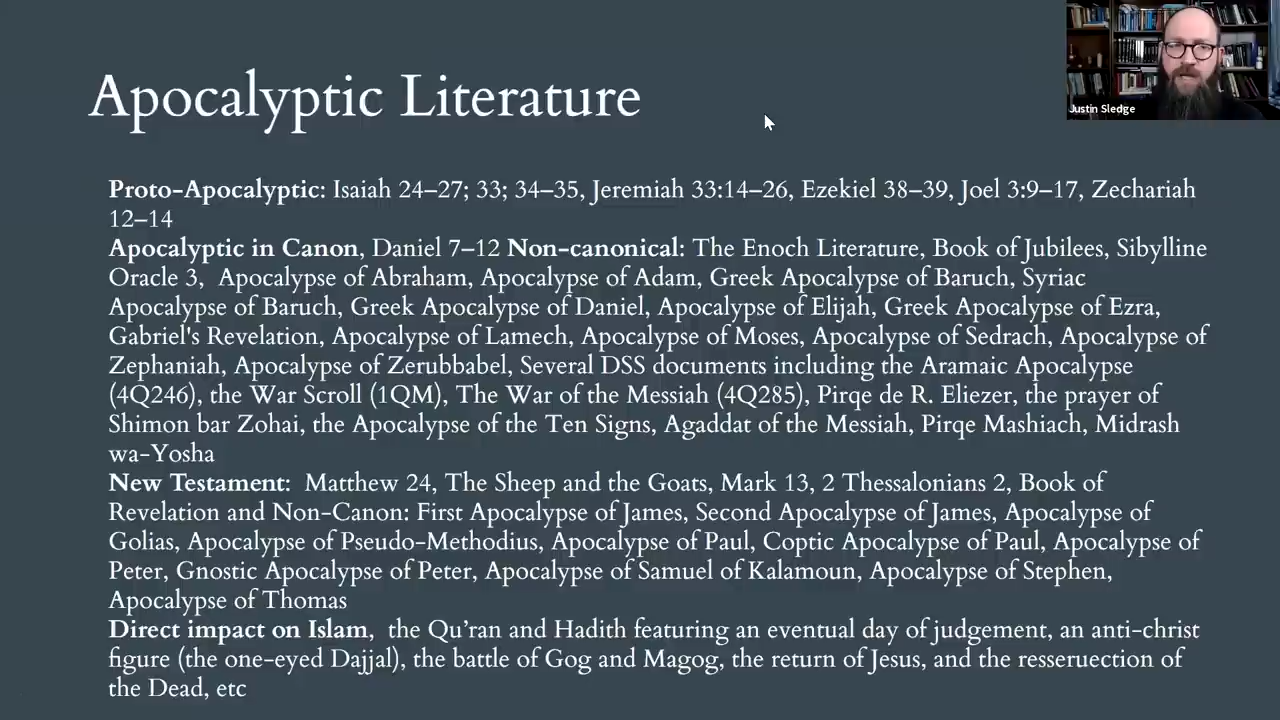 Apocalyptic Literature
Justin Sledge
Proto-Apocalyptic: Isaiah 24–27; 33; 34–35, Jeremiah 33:14–26, Ezekiel 38–39, Joel 3:9–17, Zechariah
12–14
Apocalyptic in Canon, Daniel 7–12 Non-canonical: The Enoch Literature, Book of Jubilees, Sibylline
Oracle 3,  Apocalypse of Abraham, Apocalypse of Adam, Greek Apocalypse of Baruch, Syriac
Apocalypse of Baruch, Greek Apocalypse of Daniel, Apocalypse of Elijah, Greek Apocalypse of Ezra,
Gabriel's Revelation, Apocalypse of Lamech, Apocalypse of Moses, Apocalypse of Sedrach, Apocalypse of
Zephaniah, Apocalypse of Zerubbabel, Several DSS documents including the Aramaic Apocalypse
(4Q246), the War Scroll (1QM), The War of the Messiah (4Q285), Pirqe de R. Eliezer, the prayer of
Shimon bar Zohai, the Apocalypse of the Ten Signs, Agaddat of the Messiah, Pirqe Mashiach, Midrash
wa-Yosha
New Testament:  Matthew 24, The Sheep and the Goats, Mark 13, 2 Thessalonians 2, Book of
Revelation and Non-Canon: First Apocalypse of James, Second Apocalypse of James, Apocalypse of
Golias, Apocalypse of Pseudo-Methodius, Apocalypse of Paul, Coptic Apocalypse of Paul, Apocalypse of
Peter, Gnostic Apocalypse of Peter, Apocalypse of Samuel of Kalamoun, Apocalypse of Stephen,
Apocalypse of Thomas
Direct impact on Islam,  the Qu’ran and Hadith featuring an eventual day of judgement, an anti-christ
figure (the one-eyed Dajjal), the battle of Gog and Magog, the return of Jesus, and the resseruection of
the Dead, etc